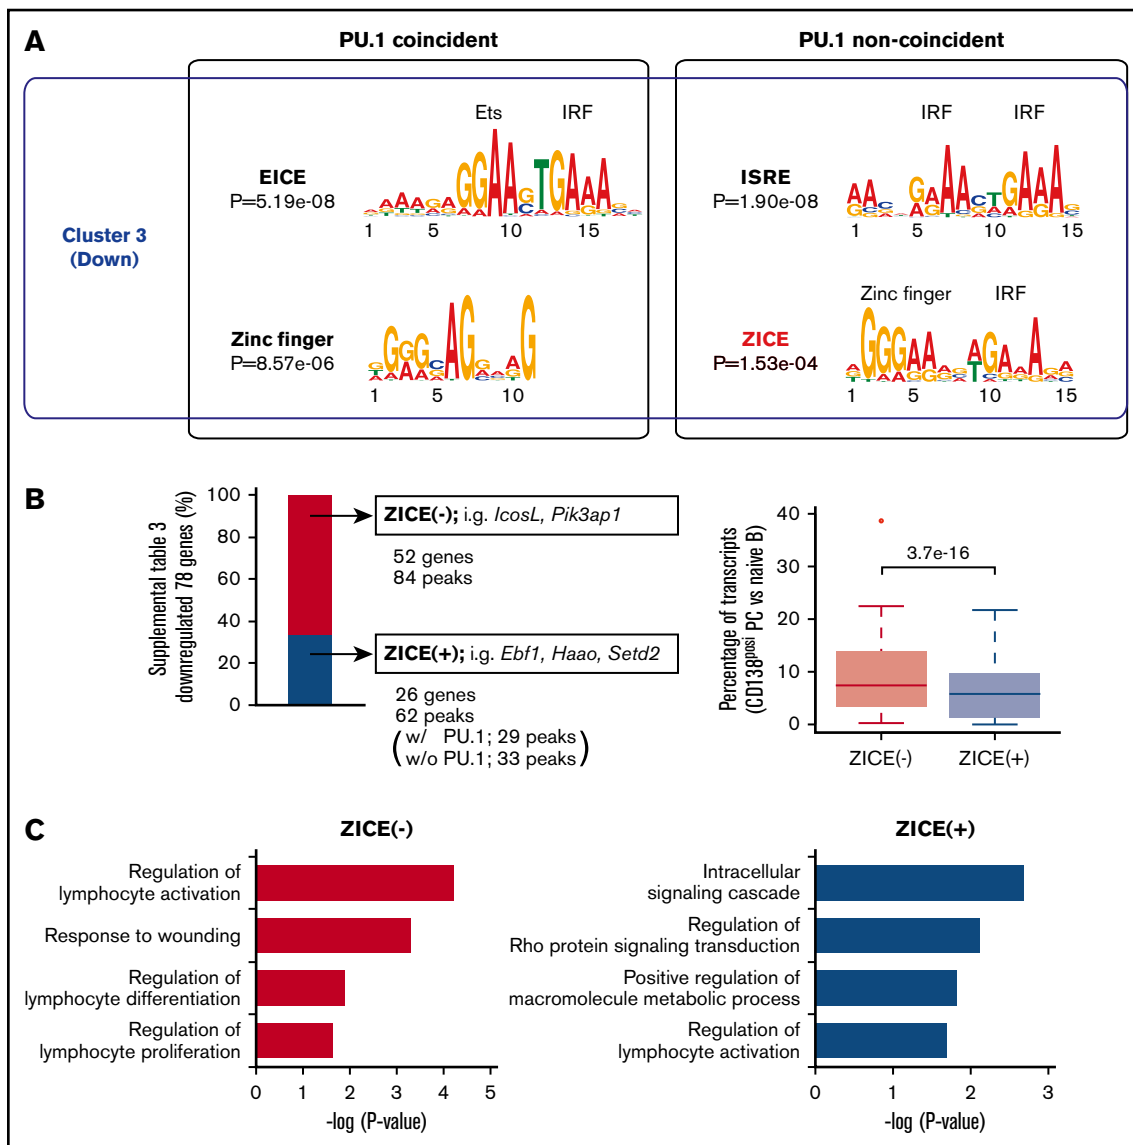 A
PU.1 coincident
PU.1 non-coincident
Cluster 3
(Down)
EICE
P=5.19e-08
Ets
IRF
1 5 10 15
ISRE
P=1.90e-08
IRF
IRF
1 5 10 15
Zinc finger
P=8.57e-06
1 5 10
ZICE
P=1.53e-04
Zinc finger
IRF
1 5 10 15
B
Supplemental table 3
downregulated 78 genes (%)
100
80
60
40
20
0
ZICE(-); i.g. IcosL, Pik3ap1
52 genes
84 peaks
ZICE(+); i.g. Ebf1, Haao, Setd2
26 genes
62 peaks
(w/ PU.1; 29 peaks
w/o PU.1; 33 peaks)
Percentage of transcripts
(CD138posi PC vs naive B)
40
30
20
10
0
3.7e-16
ZICE(-)
ZICE(+)
C
ZICE(-)
Regulation of
lymphocyte activation
Response to wounding
Regulation of
lymphocyte differentiation
Regulation of
lymphocyte proliferation
0 1 2 3 4 5
-log (P-value)
ZICE(+)
Intracellular
signaling cascade
Regulation of
Rho protein signaling transduction
Positive regulation of
macromolecule metabolic process
Regulation of
lymphocyte activation
0 1 2 3
-log (P-value)